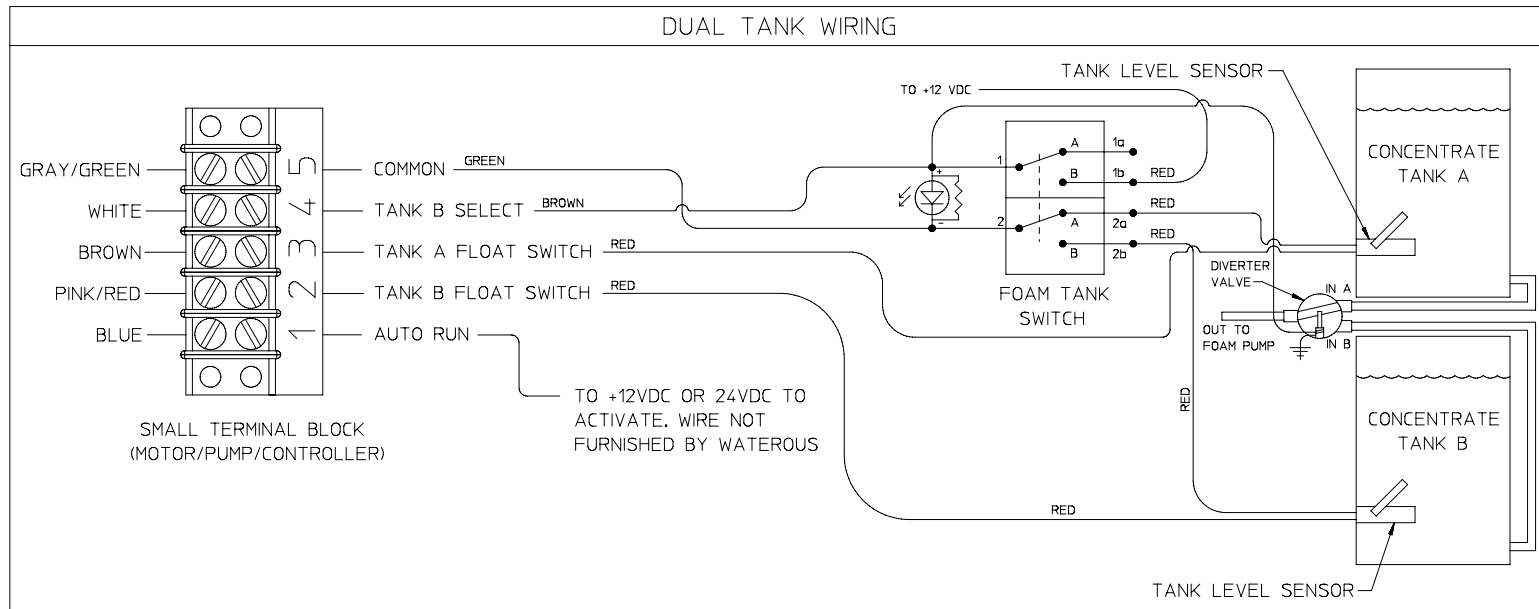 DUAL TANK WIRING
TANK LEVEL SENSOR
TO +12 VDC
GRAY/GREEN
WHITE
BROWN
PINK/RED
BLUE
5
4
3
2
1
COMMON
GREEN
TANK B SELECT
BROWN
TANK A FLOAT SWITCH
RED
TANK B FLOAT SWITCH
RED
AUTO RUN
TO +12VDC OR 24VDC TO
ACTIVATE. WIRE NOT
FURNISHED BY WATEROUS
SMALL TERMINAL BLOCK
(MOTOR/PUMP/CONTROLLER)
+
-
1
A
1a
B
1b
RED
2
A
2a
RED
B
2b
RED
FOAM TANK
SWITCH
CONCENTRATE
TANK A
DIVERTER
VALVE
IN A
OUT TO
FOAM PUMP
IN B
RED
RED
CONCENTRATE
TANK B
TANK LEVEL SENSOR